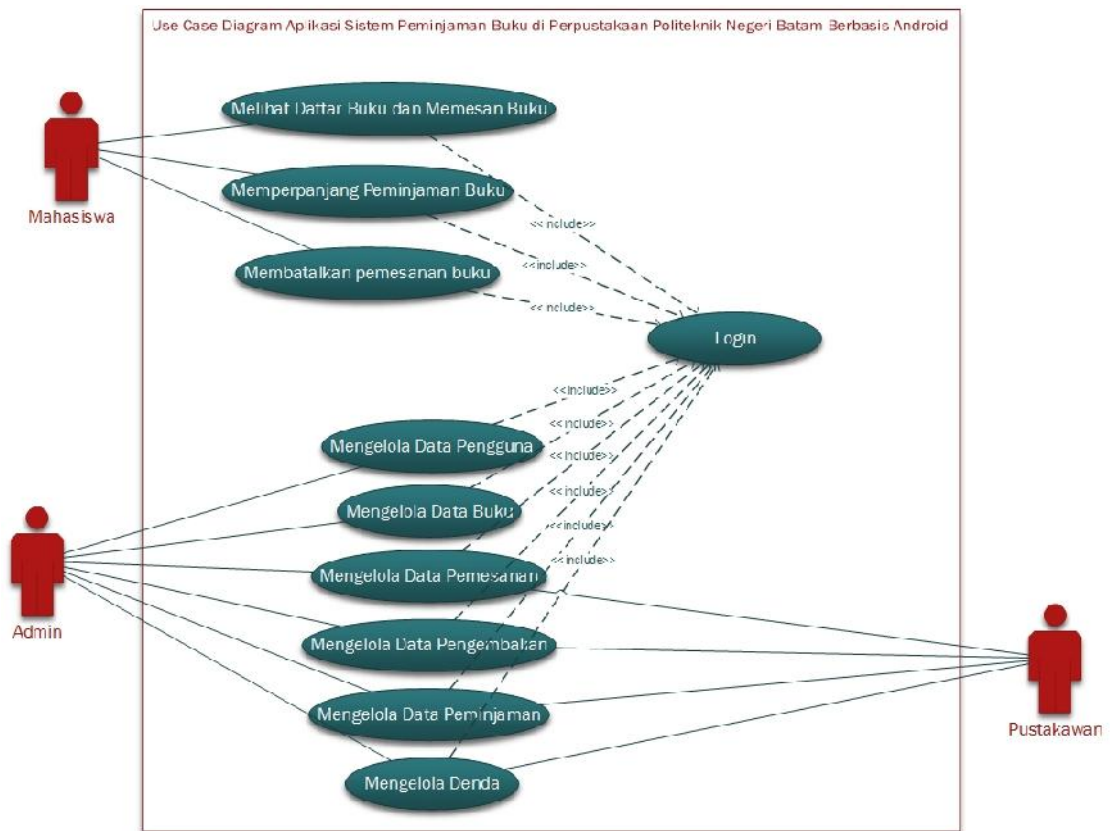 Use Case Diagram Aplikasi Sistem Peminjaman Buku di Perpustakaan Politeknik Negeri Batam Berbasis Android
Melihat Daftar Buku dan Memesan Buku
Mahasiswa
Memperpanjang Peminjaman Buku
<<include>>
<<include>>
Membatalkan pemesanan buku
<<include>>
Login
<<include>>
<<include>>
Mengelola Data Pengguna
<<include>>
<<include>>
Mengelola Data Buku
<<include>>
<<include>>
Mengelola Data Pemesanan
Admin
Mengelola Data Pengembakan
Mengelola Data Peminjaman
Pustakawan
Mengelola Denda